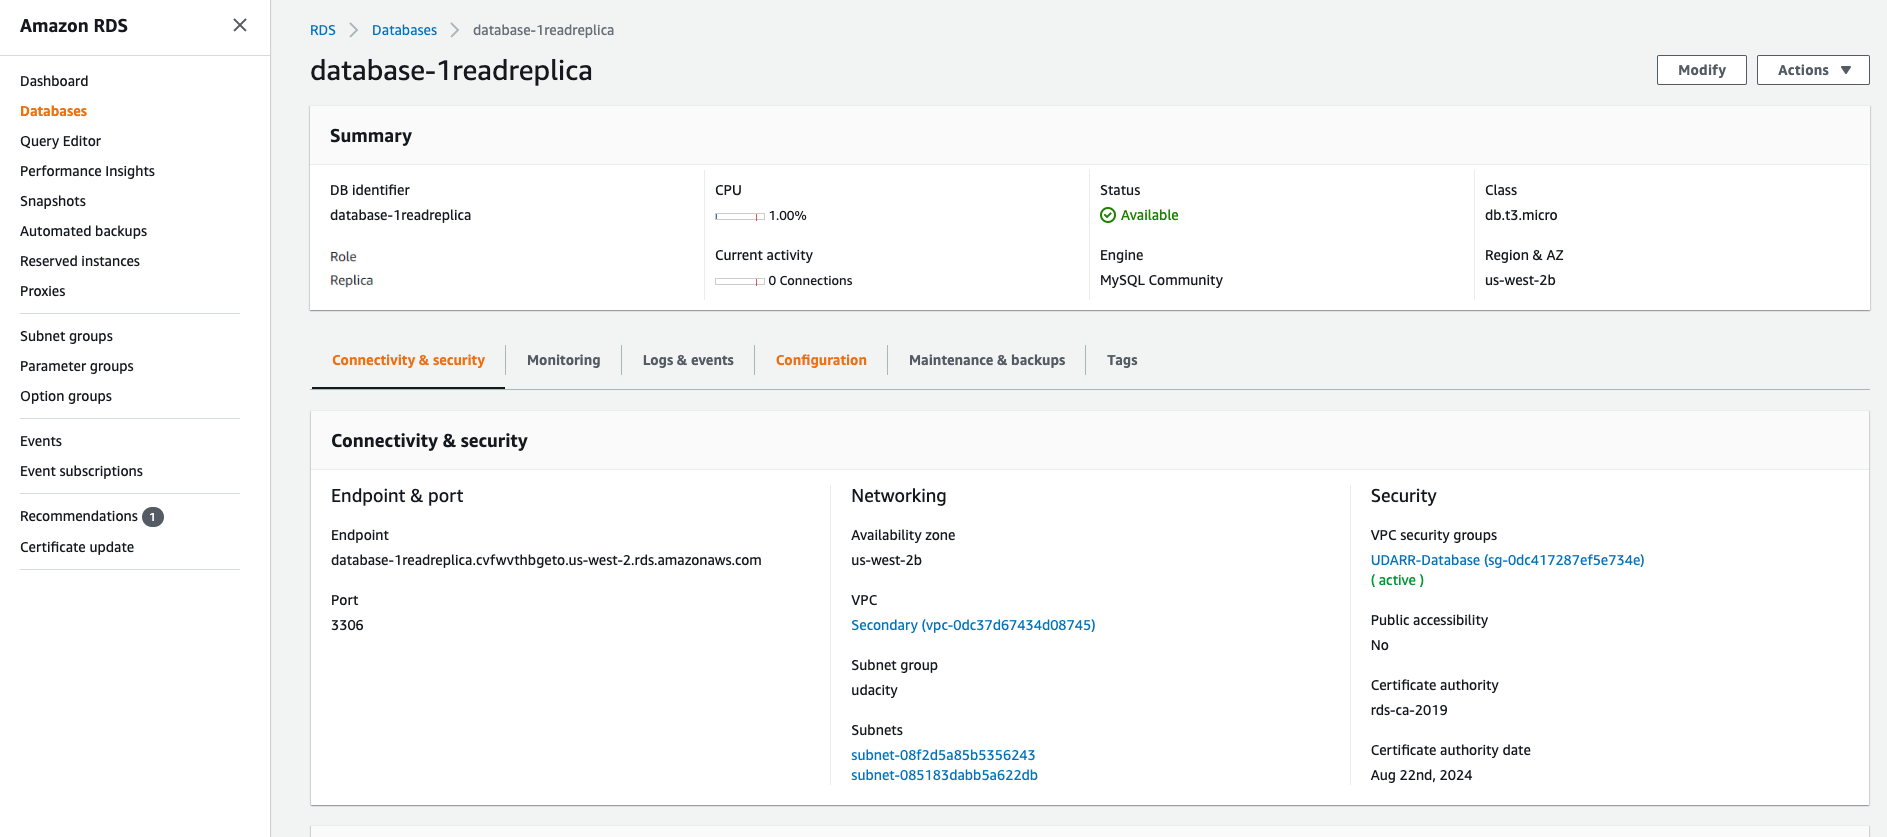 Amazon RDS
Dashboard
Databases
Query Editor
Performance Insights
Snapshots
Automated backups
Reserved instances
Proxies
Subnet groups
Parameter groups
Option groups
Events
Event subscriptions
Recommendations 1
Certificate update
RDS
Databases
database-1readreplica
database-1readreplica
Modify
Actions
Summary
DB identifier
database-1readreplica
Role
Replica
CPU
1.00%
Current activity
0 Connections
Status
Available
Engine
MySQL Community
Class
db.t3.micro
Region & AZ
us-west-2b
Connectivity & security
Monitoring
Logs & events
Configuration
Maintenance & backups
Tags
Connectivity & security
Endpoint & port
Endpoint
database-1readreplica.cvfwvthbgeto.us-west-2.rds.amazonaws.com
Port
3306
Networking
Availability zone
us-west-2b
VPC
Secondary (vpc-0dc37d67434d08745)
Subnet group
udacity
Subnets
subnet-08f2d5a85b5356243
subnet-085183dabb5a622db
Security
VPC security groups
UDARR-Database (sg-0dc417287ef5e734e)
( active )
Public accessibility
No
Certificate authority
rds-ca-2019
Certificate authority date
Aug 22nd, 2024